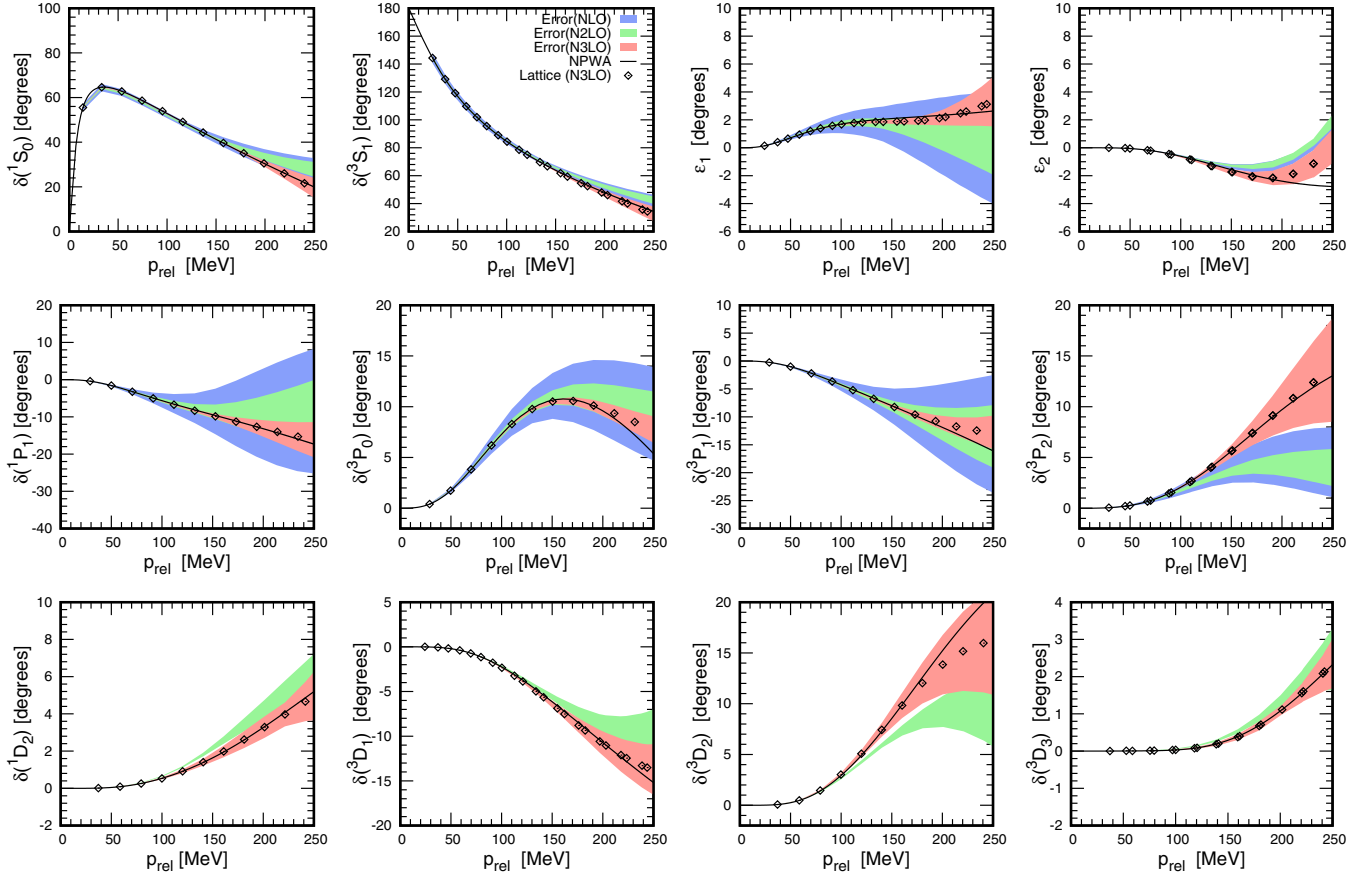 100
80
60
40
20
0
0 50 100 150 200 250
δ(¹S₀) [degrees]
p_rel [MeV]
180
160
140
120
100
80
60
40
20
0 50 100 150 200 250
δ(³S₁) [degrees]
p_rel [MeV]
Error(NLO)
Error(N2LO)
Error(N3LO)
NPWA
Lattice (N3LO)
10
8
6
4
2
0
-2
-4
-6
0 50 100 150 200 250
ε₁ [degrees]
p_rel [MeV]
10
8
6
4
2
0
-2
-4
-6
0 50 100 150 200 250
ε₂ [degrees]
p_rel [MeV]
20
10
0
-10
-20
-30
-40
0 50 100 150 200 250
δ(¹P₁) [degrees]
p_rel [MeV]
20
15
10
5
0
0 50 100 150 200 250
δ(³P₀) [degrees]
p_rel [MeV]
10
5
0
-5
-10
-15
-20
-25
-30
0 50 100 150 200 250
δ(³P₁) [degrees]
p_rel [MeV]
20
15
10
5
0
0 50 100 150 200 250
δ(³P₂) [degrees]
p_rel [MeV]
10
8
6
4
2
0
-2
0 50 100 150 200 250
δ(¹D₂) [degrees]
p_rel [MeV]
5
0
-5
-10
-15
-20
0 50 100 150 200 250
δ(³D₁) [degrees]
p_rel [MeV]
20
15
10
5
0
0 50 100 150 200 250
δ(³D₂) [degrees]
p_rel [MeV]
4
3
2
1
0
-1
-2
0 50 100 150 200 250
δ(³D₃) [degrees]
p_rel [MeV]